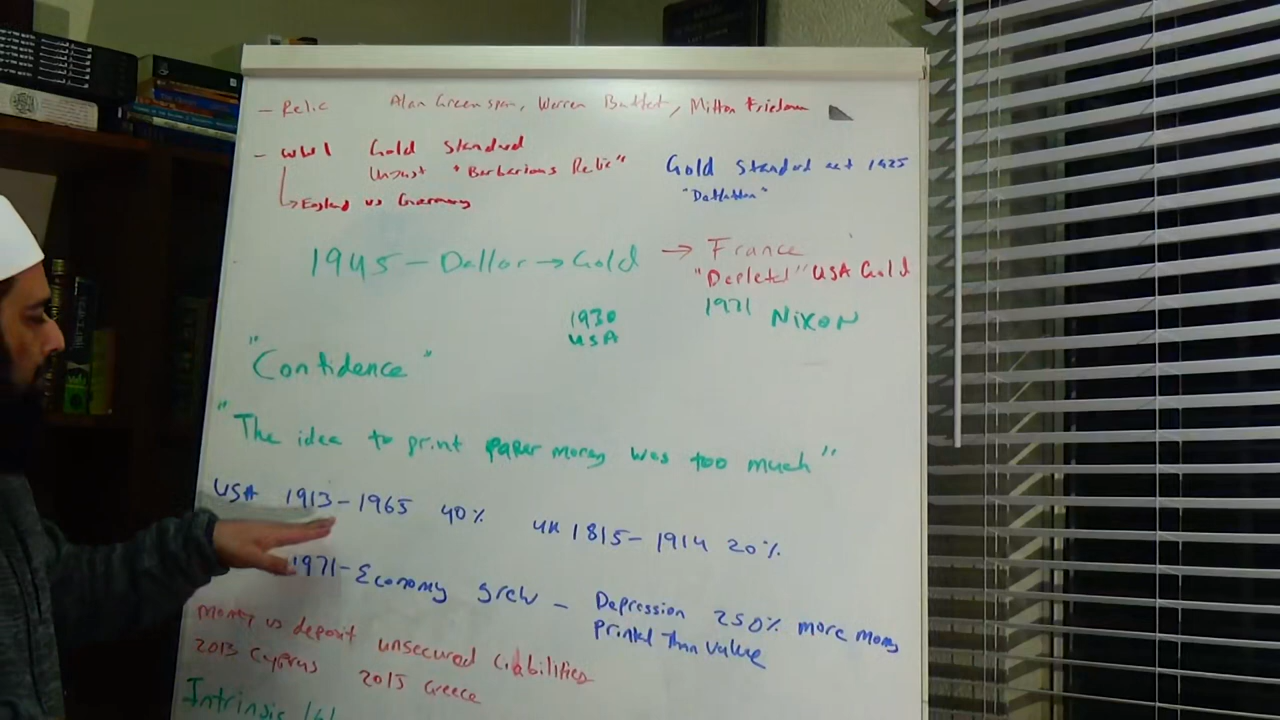 - Relic Alan Greenspan, Warren Buffet, Milton Friedman
- WW1 Gold Standard
Unjust "Barbarious Relic"
Gold Standard act 1925
"Deflation"
→ England vs Germany
1945 - Dollar → Gold → France
"Depleted" USA Gold
1971 NIXON
1930
USA
"Confidence"
"The idea to print paper money was too much"
USA 1913-1965 40% UK 1815-1914 20%
1971- Economy grew - Depression 250% more money
printed than value
money vs deposit unsecured liabilities
2013 Cyprus 2015 Greece
Intrinsic